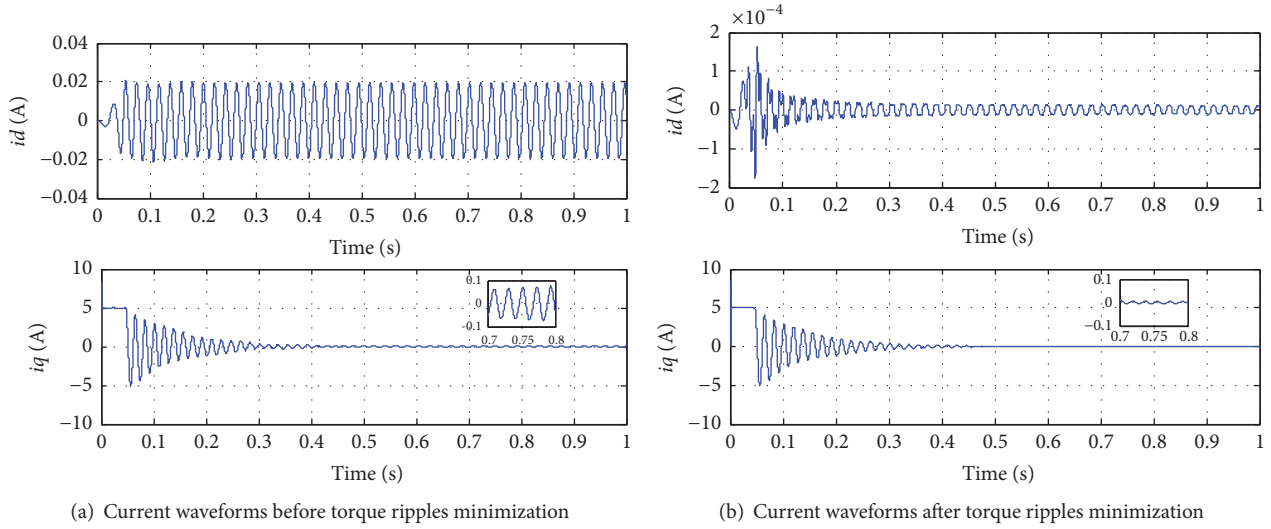 0.04
0.02
0
−0.02
−0.04
id (A)
0 0.1 0.2 0.3 0.4 0.5 0.6 0.7 0.8 0.9 1
Time (s)
10
5
0
−5
−10
iq (A)
0.1
0
-0.1
0.7 0.75 0.8
0 0.1 0.2 0.3 0.4 0.5 0.6 0.7 0.8 0.9 1
Time (s)
(a) Current waveforms before torque ripples minimization
×10−4
2
1
0
−1
−2
id (A)
0 0.1 0.2 0.3 0.4 0.5 0.6 0.7 0.8 0.9 1
Time (s)
10
5
0
−5
−10
iq (A)
0.1
0
−0.1
0.7 0.75 0.8
0 0.1 0.2 0.3 0.4 0.5 0.6 0.7 0.8 0.9 1
Time (s)
(b) Current waveforms after torque ripples minimization